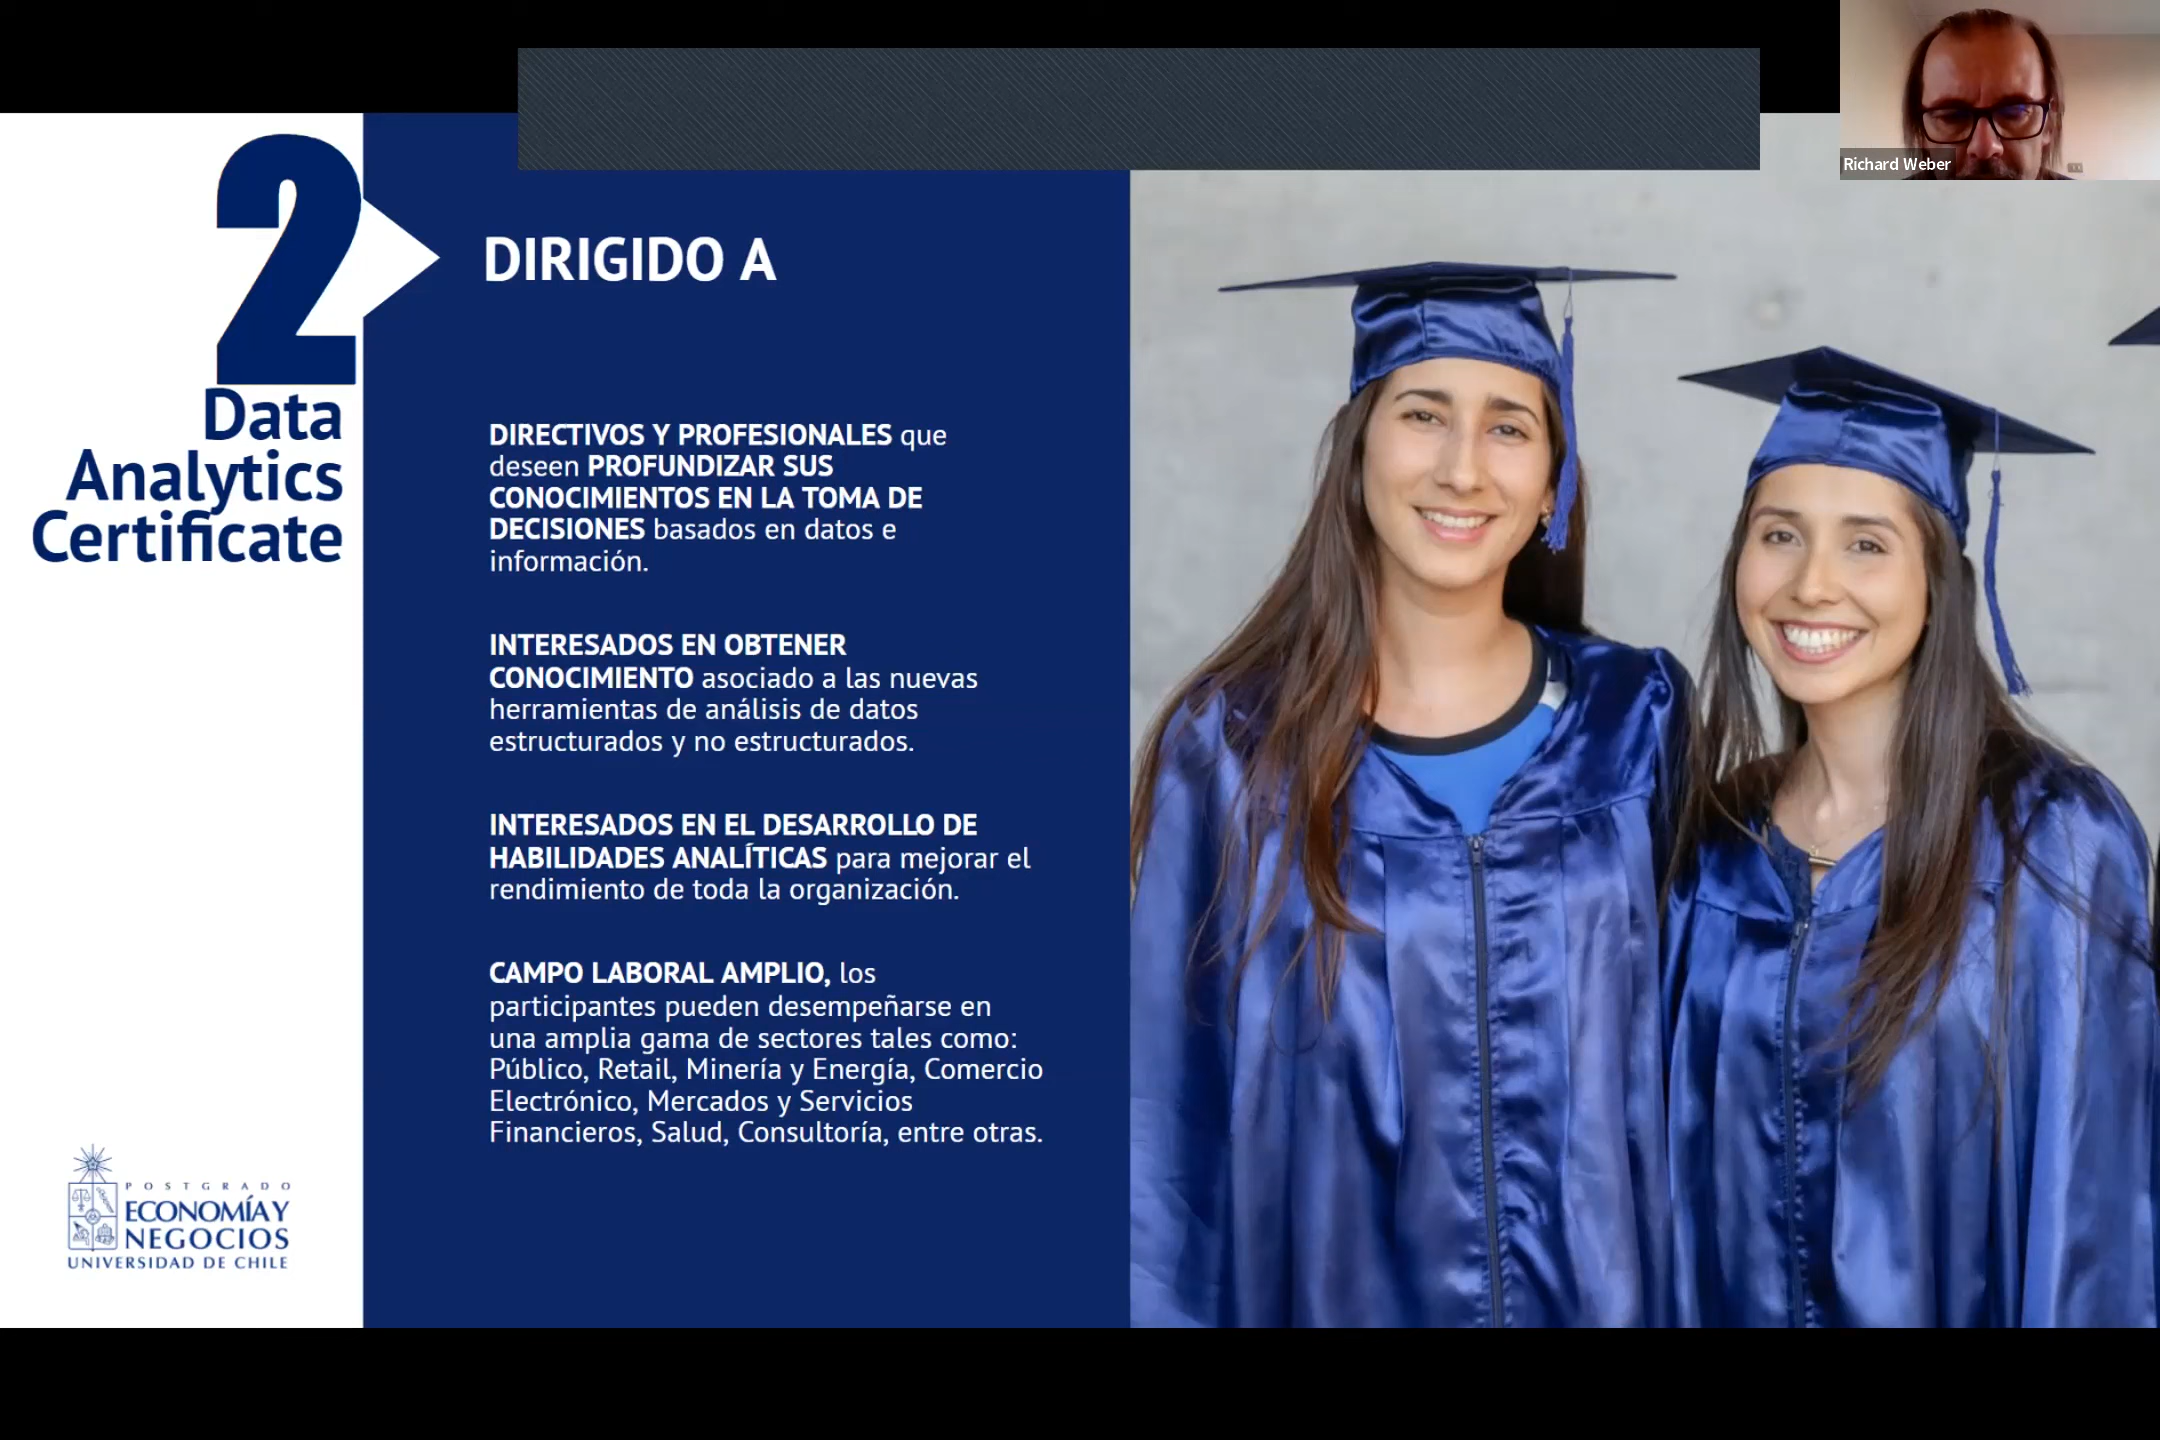 Richard Weber
2
Data
Analytics
Certificate
DIRIGIDO A
DIRECTIVOS Y PROFESIONALES que
deseen PROFUNDIZAR SUS
CONOCIMIENTOS EN LA TOMA DE
DECISIONES basados en datos e
información.
INTERESADOS EN OBTENER
CONOCIMIENTO asociado a las nuevas
herramientas de análisis de datos
estructurados y no estructurados.
INTERESADOS EN EL DESARROLLO DE
HABILIDADES ANALÍTICAS para mejorar el
rendimiento de toda la organización.
CAMPO LABORAL AMPLIO, los
participantes pueden desempeñarse en
una amplia gama de sectores tales como:
Público, Retail, Minería y Energía, Comercio
Electrónico, Mercados y Servicios
Financieros, Salud, Consultoría, entre otras.
POSTGRADO
ECONOMÍA Y
NEGOCIOS
UNIVERSIDAD DE CHILE